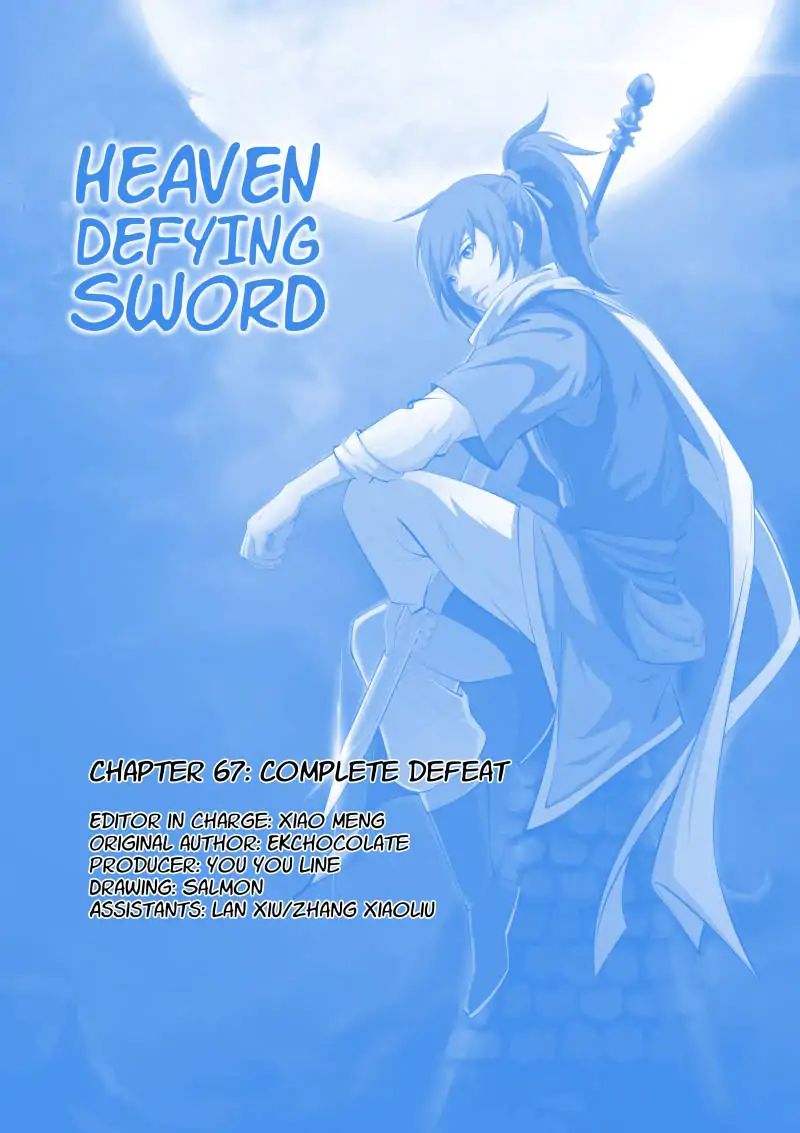 HEAVEN
DEFYING
SWORD
CHAPTER 67: COMPLETE DEFEAT
EDITOR IN CHARGE: XIAO MENG
ORIGINAL AUTHOR: EKCHOCOLATE
PRODUCER: YOU YOU LINE
DRAWING: SALMON
ASSISTANTS: LAN XIU/ZHANG XIAOLIU